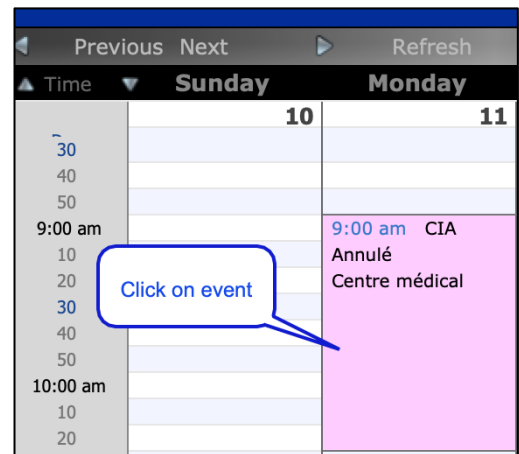 Previous Next Refresh
Time Sunday Monday
10 11
30
40
50
9:00 am
10
20
30
40
50
10:00 am
10
20
9:00 am CIA
Annulé
Centre médical
Click on event